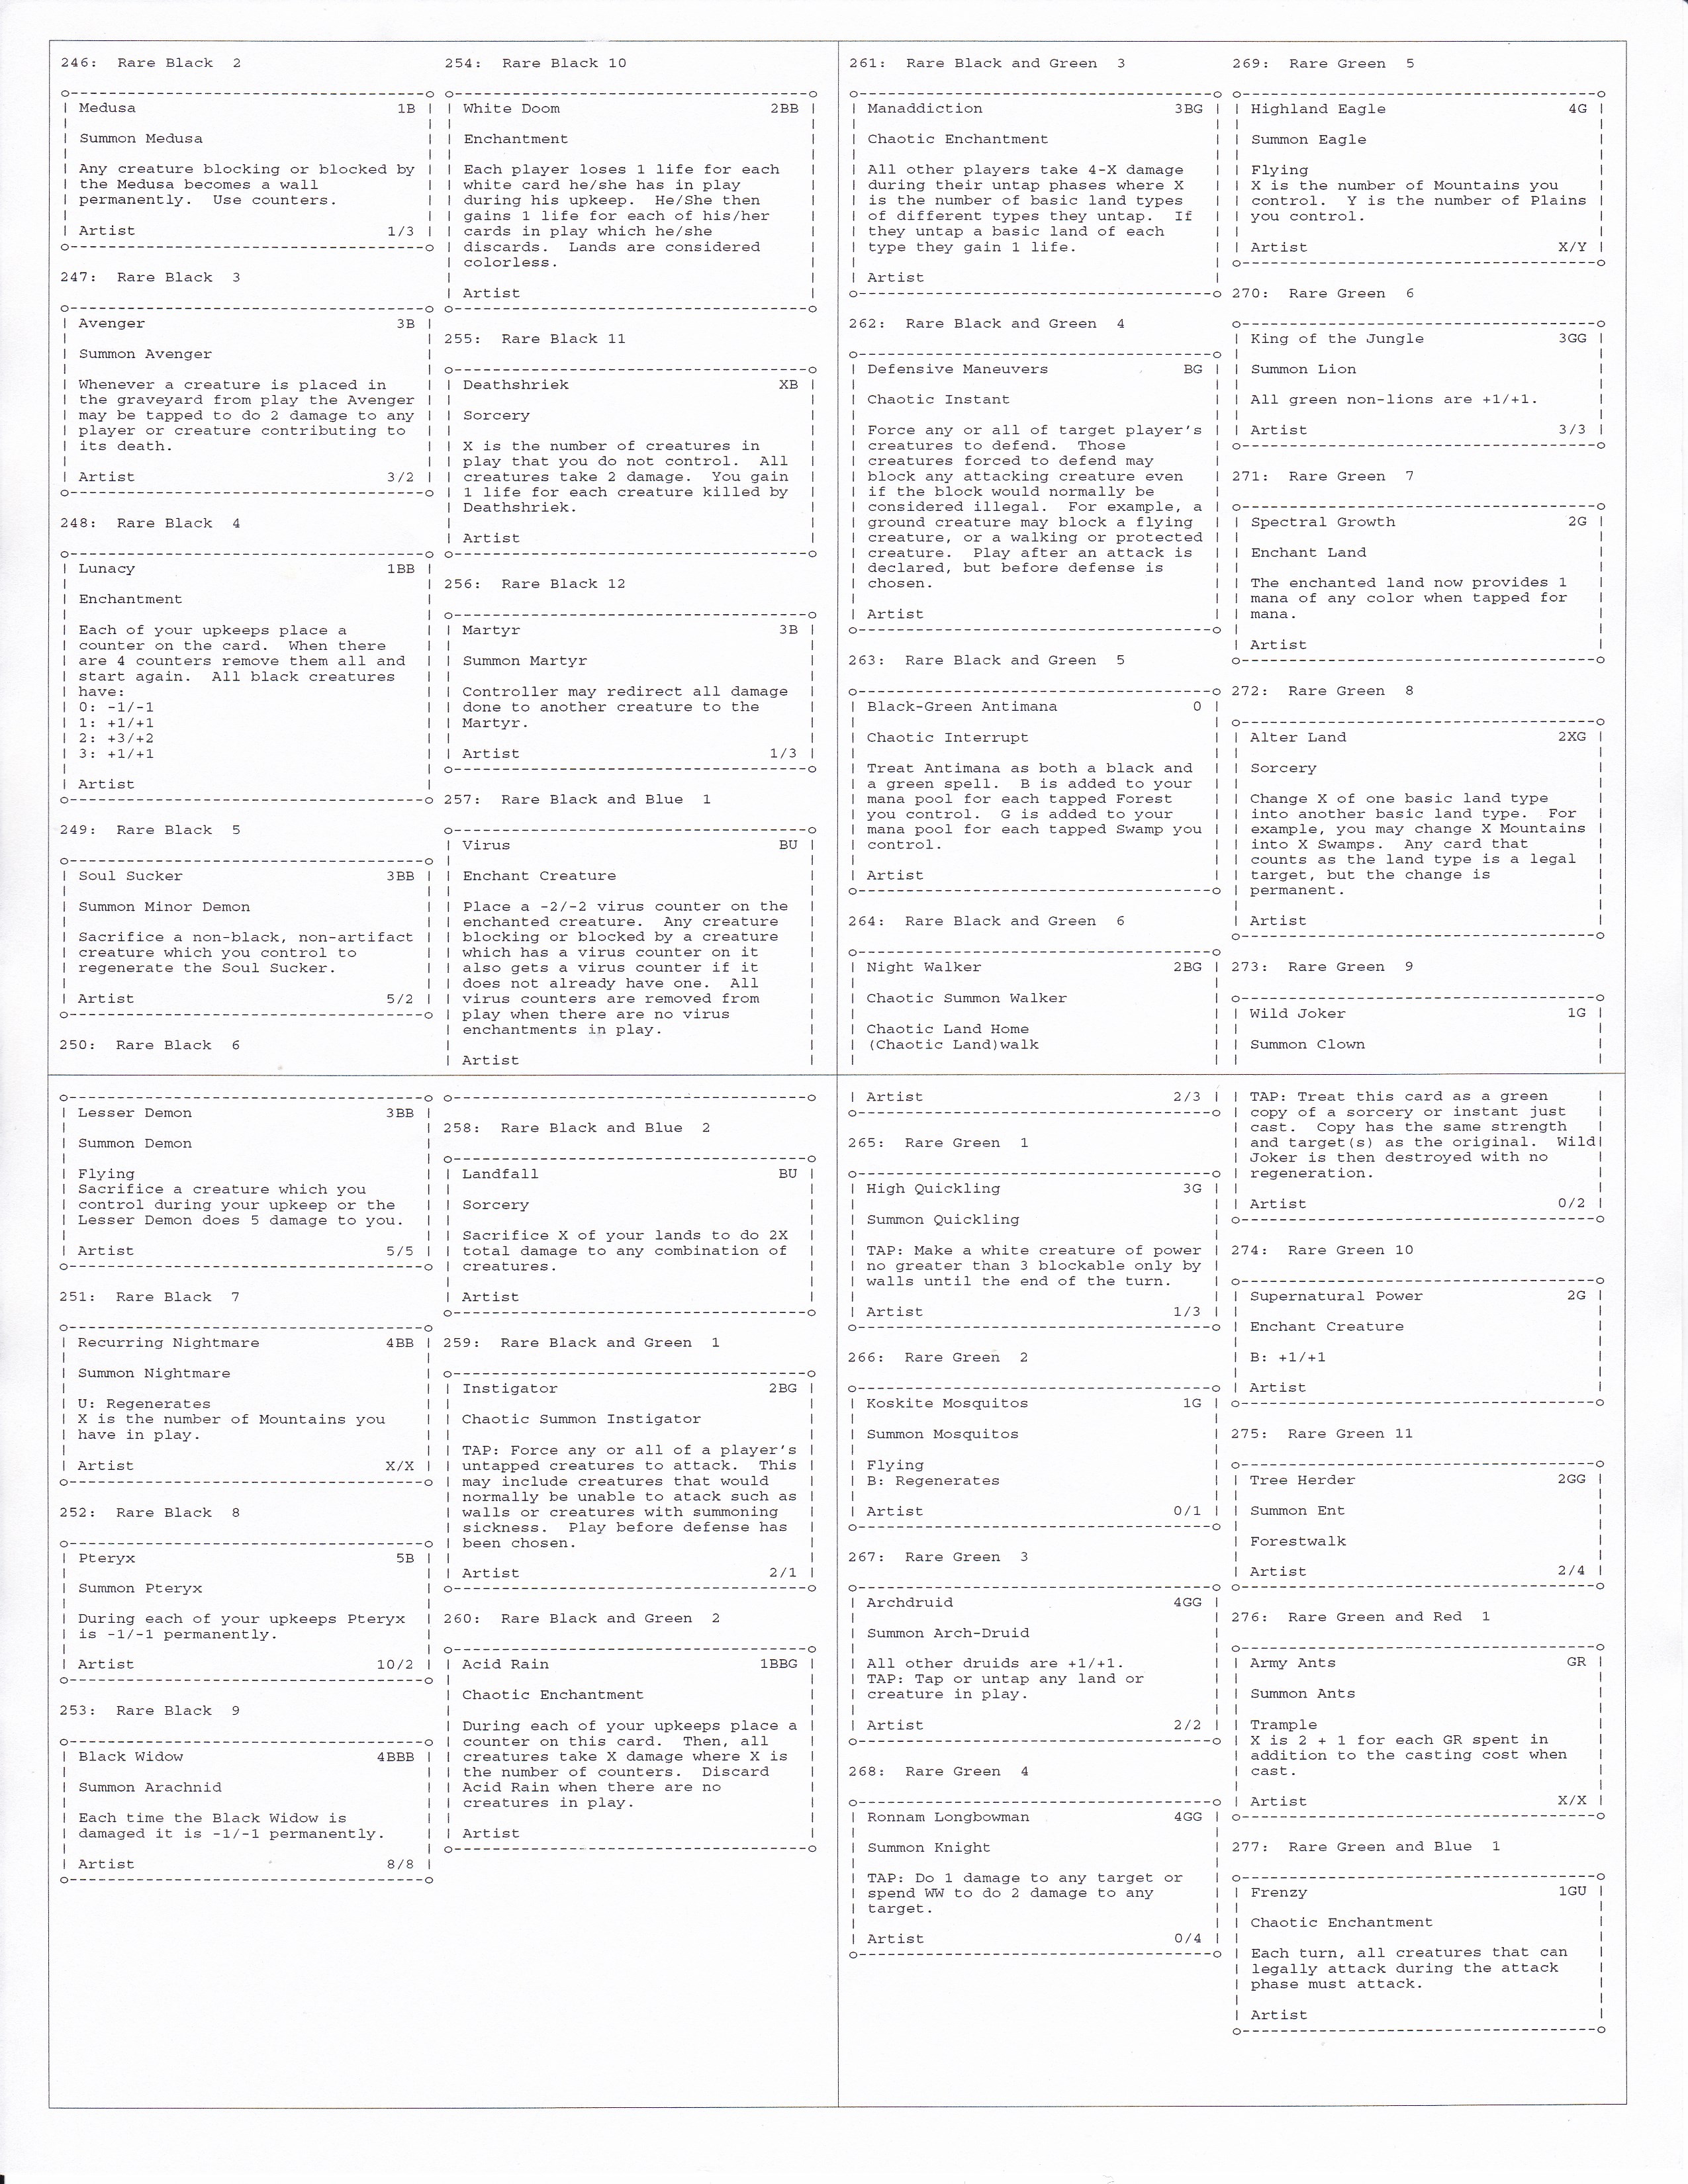 246:  Rare Black  2
Medusa 1B
Summon Medusa
Any creature blocking or blocked by
the Medusa becomes a wall
permanently.  Use counters.
Artist 1/3
247:  Rare Black  3
Avenger 3B
Summon Avenger
Whenever a creature is placed in
the graveyard from play the Avenger
may be tapped to do 2 damage to any
player or creature contributing to
its death.
Artist 3/2
248:  Rare Black  4
Lunacy 1BB
Enchantment
Each of your upkeeps place a
counter on the card.  When there
are 4 counters remove them all and
start again.  All black creatures
have:
0: -1/-1
1: +1/+1
2: +3/+2
3: +1/+1
Artist
249:  Rare Black  5
Soul Sucker 3BB
Summon Minor Demon
Sacrifice a non-black, non-artifact
creature which you control to
regenerate the Soul Sucker.
Artist 5/2
250:  Rare Black  6
Lesser Demon 3BB
Summon Demon
Flying
Sacrifice a creature which you
control during your upkeep or the
Lesser Demon does 5 damage to you.
Artist 5/5
251:  Rare Black  7
Recurring Nightmare 4BB
Summon Nightmare
U: Regenerates
X is the number of Mountains you
have in play.
Artist X/X
252:  Rare Black  8
Pteryx 5B
Summon Pteryx
During each of your upkeeps Pteryx
is -1/-1 permanently.
Artist 10/2
253:  Rare Black  9
Black Widow 4BBB
Summon Arachnid
Each time the Black Widow is
damaged it is -1/-1 permanently.
Artist 8/8
254:  Rare Black 10
White Doom 2BB
Enchantment
Each player loses 1 life for each
white card he/she has in play
during his upkeep.  He/She then
gains 1 life for each of his/her
cards in play which he/she
discards.  Lands are considered
colorless.
Artist
255:  Rare Black 11
Deathshriek XB
Sorcery
X is the number of creatures in
play that you do not control.  All
creatures take 2 damage.  You gain
1 life for each creature killed by
Deathshriek.
Artist
256:  Rare Black 12
Martyr 3B
Summon Martyr
Controller may redirect all damage
done to another creature to the
Martyr.
Artist 1/3
257:  Rare Black and Blue  1
Virus BU
Enchant Creature
Place a -2/-2 virus counter on the
enchanted creature.  Any creature
blocking or blocked by a creature
which has a virus counter on it
also gets a virus counter if it
does not already have one.  All
virus counters are removed from
play when there are no virus
enchantments in play.
Artist
258:  Rare Black and Blue  2
Landfall BU
Sorcery
Sacrifice X of your lands to do 2X
total damage to any combination of
creatures.
Artist
259:  Rare Black and Green  1
Instigator 2BG
Chaotic Summon Instigator
TAP: Force any or all of a player's
untapped creatures to attack.  This
may include creatures that would
normally be unable to atack such as
walls or creatures with summoning
sickness.  Play before defense has
been chosen.
Artist 2/1
260:  Rare Black and Green  2
Acid Rain 1BBG
Chaotic Enchantment
During each of your upkeeps place a
counter on this card.  Then, all
creatures take X damage where X is
the number of counters.  Discard
Acid Rain when there are no
creatures in play.
Artist
261:  Rare Black and Green  3
Manaddiction 3BG
Chaotic Enchantment
All other players take 4-X damage
during their untap phases where X
is the number of basic land types
of different types they untap.  If
they untap a basic land of each
type they gain 1 life.
Artist
262:  Rare Black and Green  4
Defensive Maneuvers BG
Chaotic Instant
Force any or all of target player's
creatures to defend.  Those
creatures forced to defend may
block any attacking creature even
if the block would normally be
considered illegal.  For example, a
ground creature may block a flying
creature, or a walking or protected
creature.  Play after an attack is
declared, but before defense is
chosen.
Artist
263:  Rare Black and Green  5
Black-Green Antimana 0
Chaotic Interrupt
Treat Antimana as both a black and
a green spell.  B is added to your
mana pool for each tapped Forest
you control.  G is added to your
mana pool for each tapped Swamp you
control.
Artist
264:  Rare Black and Green  6
Night Walker 2BG
Chaotic Summon Walker
Chaotic Land Home
(Chaotic Land)walk
Artist 2/3
265:  Rare Green  1
High Quickling 3G
Summon Quickling
TAP: Make a white creature of power
no greater than 3 blockable only by
walls until the end of the turn.
Artist 1/3
266:  Rare Green  2
Koskite Mosquitos 1G
Summon Mosquitos
Flying
B: Regenerates
Artist 0/1
267:  Rare Green  3
Archdruid 4GG
Summon Arch-Druid
All other druids are +1/+1.
TAP: Tap or untap any land or
creature in play.
Artist 2/2
268:  Rare Green  4
Ronnam Longbowman 4GG
Summon Knight
TAP: Do 1 damage to any target or
spend WW to do 2 damage to any
target.
Artist 0/4
269:  Rare Green  5
Highland Eagle 4G
Summon Eagle
Flying
X is the number of Mountains you
control.  Y is the number of Plains
you control.
Artist X/Y
270:  Rare Green  6
King of the Jungle 3GG
Summon Lion
All green non-lions are +1/+1.
Artist 3/3
271:  Rare Green  7
Spectral Growth 2G
Enchant Land
The enchanted land now provides 1
mana of any color when tapped for
mana.
Artist
272:  Rare Green  8
Alter Land 2XG
Sorcery
Change X of one basic land type
into another basic land type.  For
example, you may change X Mountains
into X Swamps.  Any card that
counts as the land type is a legal
target, but the change is
permanent.
Artist
273:  Rare Green  9
Wild Joker 1G
Summon Clown
TAP: Treat this card as a green
copy of a sorcery or instant just
cast.  Copy has the same strength
and target(s) as the original.  Wild
Joker is then destroyed with no
regeneration.
Artist 0/2
274:  Rare Green 10
Supernatural Power 2G
Enchant Creature
B: +1/+1
Artist
275:  Rare Green 11
Tree Herder 2GG
Summon Ent
Forestwalk
Artist 2/4
276:  Rare Green and Red  1
Army Ants GR
Summon Ants
Trample
X is 2 + 1 for each GR spent in
addition to the casting cost when
cast.
Artist X/X
277:  Rare Green and Blue  1
Frenzy 1GU
Chaotic Enchantment
Each turn, all creatures that can
legally attack during the attack
phase must attack.
Artist